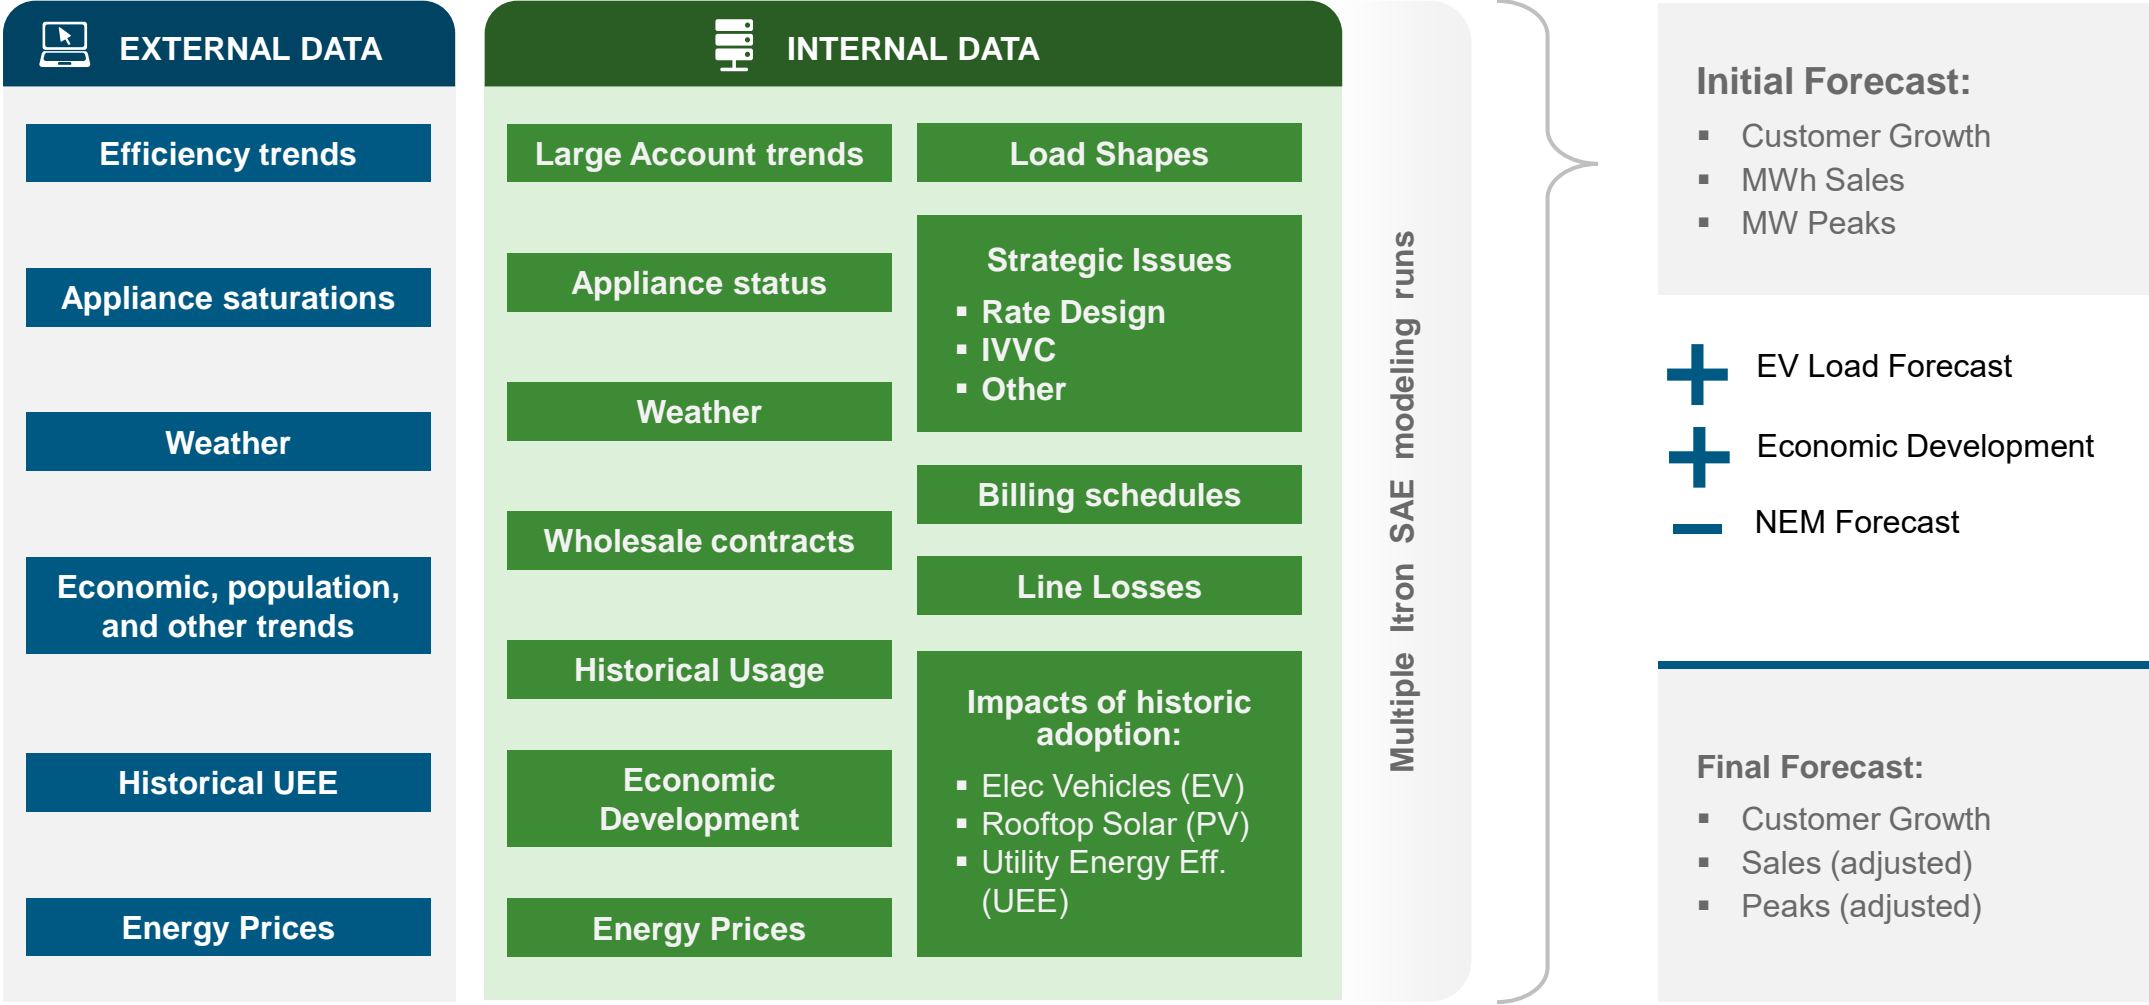 EXTERNAL DATA
Efficiency trends
Appliance saturations
Weather
Economic, population,
and other trends
Historical UEE
Energy Prices
INTERNAL DATA
Large Account trends
Appliance status
Weather
Wholesale contracts
Historical Usage
Economic
Development
Energy Prices
Load Shapes
Strategic Issues
▪ Rate Design
▪ IVVC
▪ Other
Billing schedules
Line Losses
Impacts of historic
adoption:
▪ Elec Vehicles (EV)
▪ Rooftop Solar (PV)
▪ Utility Energy Eff.
(UEE)
Multiple Itron SAE modeling runs
Initial Forecast:
▪ Customer Growth
▪ MWh Sales
▪ MW Peaks
+ EV Load Forecast
+ Economic Development
− NEM Forecast
Final Forecast:
▪ Customer Growth
▪ Sales (adjusted)
▪ Peaks (adjusted)